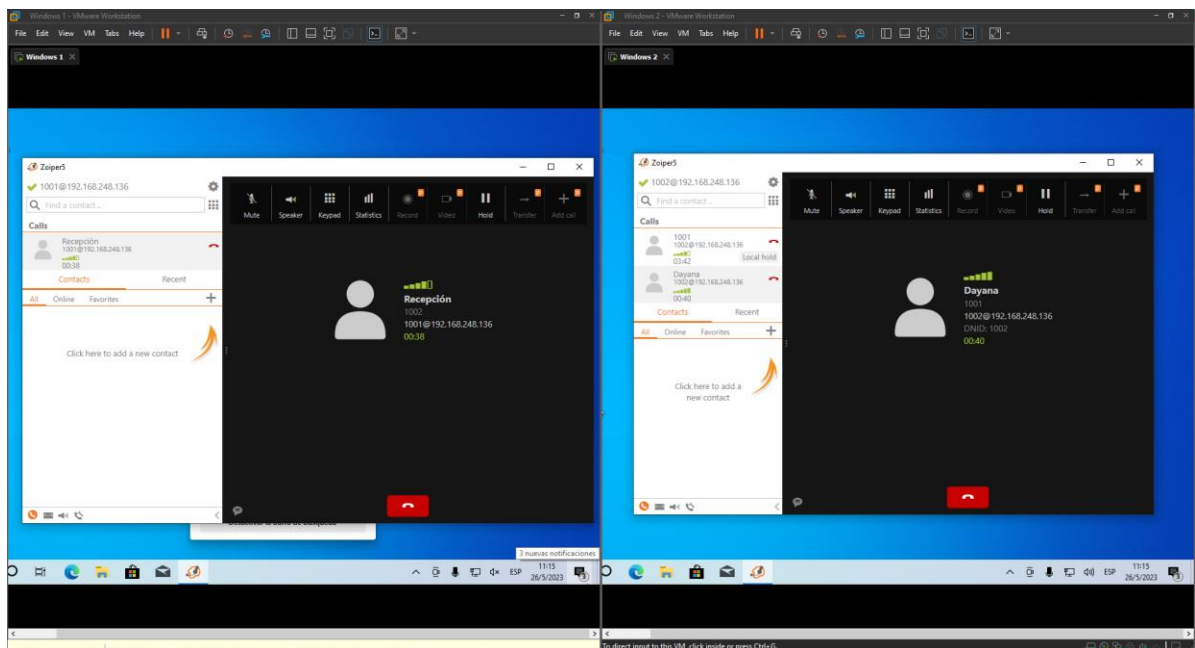 Windows 1 - VMware Workstation
File Edit View VM Tabs Help
Windows 1
Zoiper5
1001@192.168.248.136
Find a contact ..
Calls
Recepción
1001@192.168.248.136
00:38
Contacts Recent
All Online Favorites
Click here to add a new contact
Mute Speaker Keypad Statistics Record Video Hold Transfer Add call
Recepción
1002
1001@192.168.248.136
00:38
3 nuevas notificaciones
ESP
11:15
26/5/2023
3
Windows 2 - VMware Workstation
File Edit View VM Tabs Help
Windows 2
Zoiper5
1002@192.168.248.136
Find a contact ..
Calls
1001
1002@192.168.248.136
03:42 Local hold
Dayana
1002@192.168.248.136
00:40
Contacts Recent
All Online Favorites
Click here to add a
new contact
Mute Speaker Keypad Statistics Record Video Hold Transfer Add call
Dayana
1001
1002@192.168.248.136
DNID: 1002
00:40
ESP
11:15
26/5/2023
3
To direct input to this VM, click inside or press Ctrl+G.